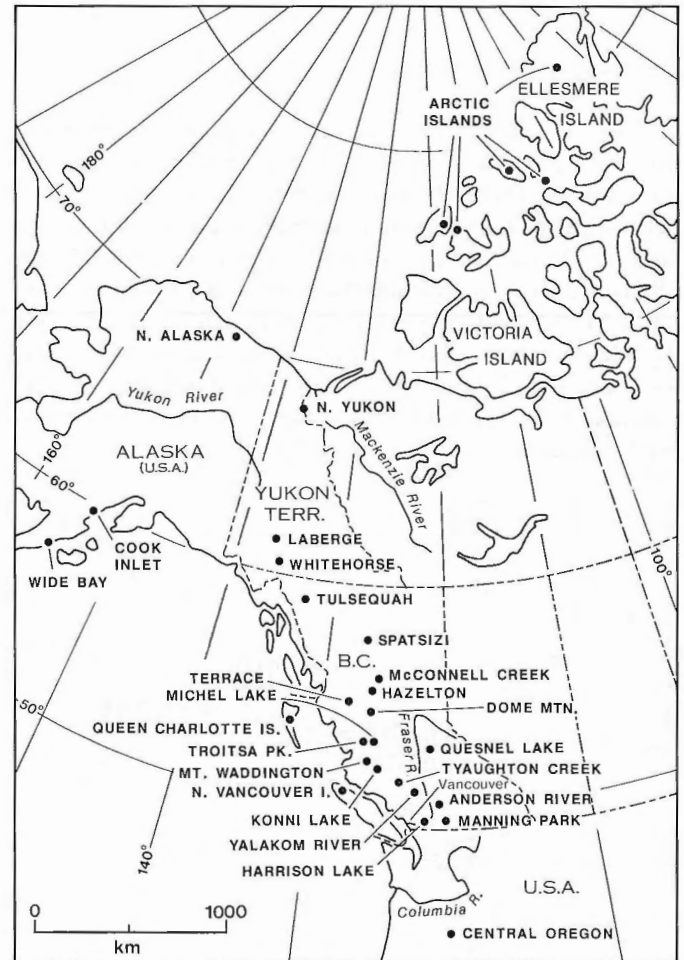 ELLESMERE
ISLAND
ARCTIC
ISLANDS
180°
70°
N. ALASKA
VICTORIA
ISLAND
Yukon River
N. YUKON
Mackenzie River
160°
ALASKA
(U.S.A.)
60°
YUKON
TERR.
LABERGE
COOK
INLET
WHITEHORSE
100°
WIDE BAY
TULSEQUAH
SPATSIZI
B.C.
TERRACE
McCONNELL CREEK
MICHEL LAKE
HAZELTON
50°
DOME MTN.
QUEEN CHARLOTTE IS.
Fraser R.
TROITSA PK.
QUESNEL LAKE
MT. WADDINGTON
TYAUGHTON CREEK
N. VANCOUVER I.
Vancouver
ANDERSON RIVER
KONNI LAKE
MANNING PARK
YALAKOM RIVER
140°
HARRISON LAKE
U.S.A.
0 1000
Columbia R.
km
CENTRAL OREGON